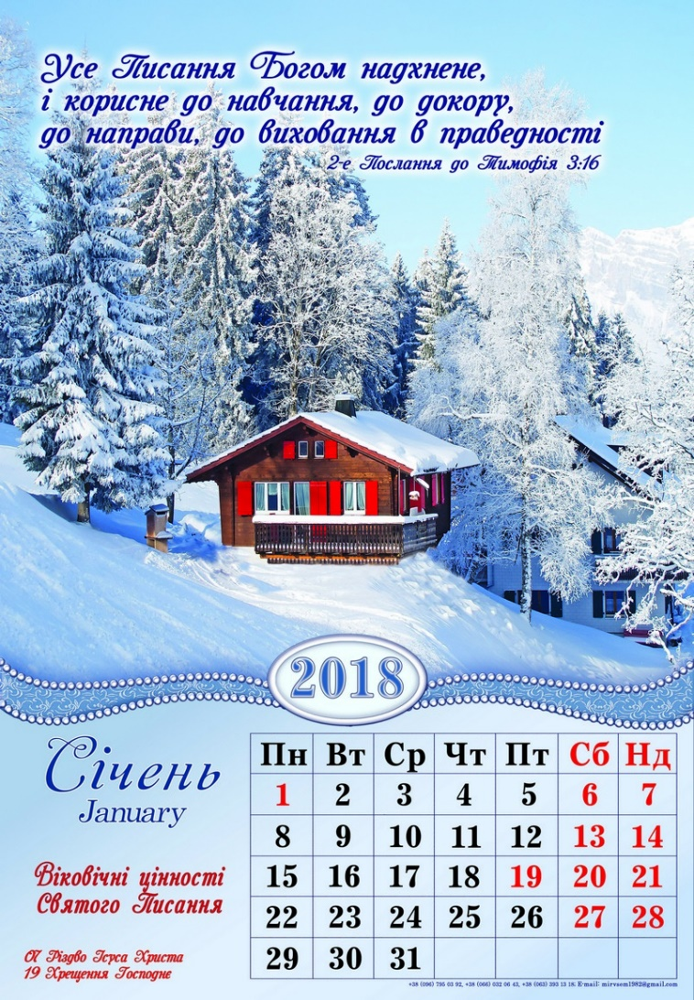 Усе Писання Богом надхнене,
і корисне до навчання, до докору,
до направи, до виховання в праведності
2-е Послання до Тимофія 3:16
2018
Січень
January
Віковічні цінності
Святого Писання
07 Різдво Ісуса Христа
19 Хрещення Господнє
Пн Вт Ср Чт Пт Сб Нд
1 2 3 4 5 6 7
8 9 10 11 12 13 14
15 16 17 18 19 20 21
22 23 24 25 26 27 28
29 30 31
+38 (096) 795 03 92, +38 (066) 032 06 43, +38 (063) 393 13 18; E-mail: mirvsem1982@gmail.com